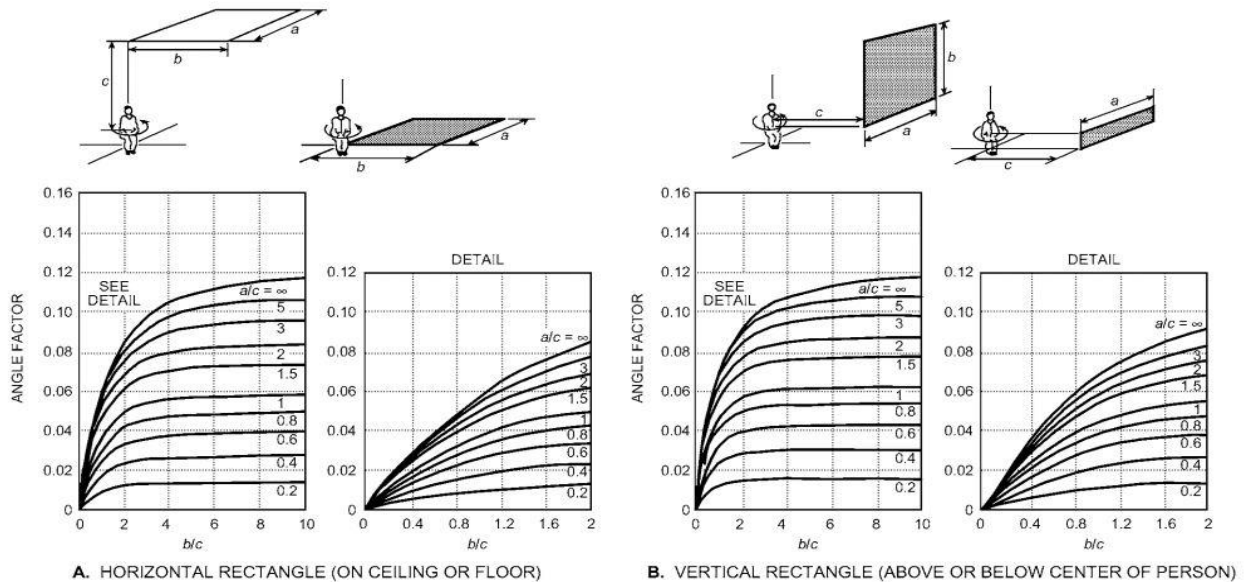 a
b
c
a
b
b
c
a
a
c
0.16
0.14
0.12
0.10
0.08
0.06
0.04
0.02
0
ANGLE FACTOR
SEE
DETAIL
a/c = ∞
5
3
2
1.5
1
0.8
0.6
0.4
0.2
0 2 4 6 8 10
b/c
DETAIL
0.12
0.10
0.08
0.06
0.04
0.02
0
a/c = ∞
3
2
1.5
1
0.8
0.6
0.4
0.2
0 0.4 0.8 1.2 1.6 2
b/c
A. HORIZONTAL RECTANGLE (ON CEILING OR FLOOR)
0.16
0.14
0.12
0.10
0.08
0.06
0.04
0.02
0
ANGLE FACTOR
SEE
DETAIL
a/c = ∞
5
3
2
1.5
1
0.8
0.6
0.4
0.2
0 2 4 6 8 10
b/c
DETAIL
0.12
0.10
0.08
0.06
0.04
0.02
0
a/c = ∞
3
2
1.5
1
0.8
0.6
0.4
0.2
0 0.4 0.8 1.2 1.6 2
b/c
B. VERTICAL RECTANGLE (ABOVE OR BELOW CENTER OF PERSON)